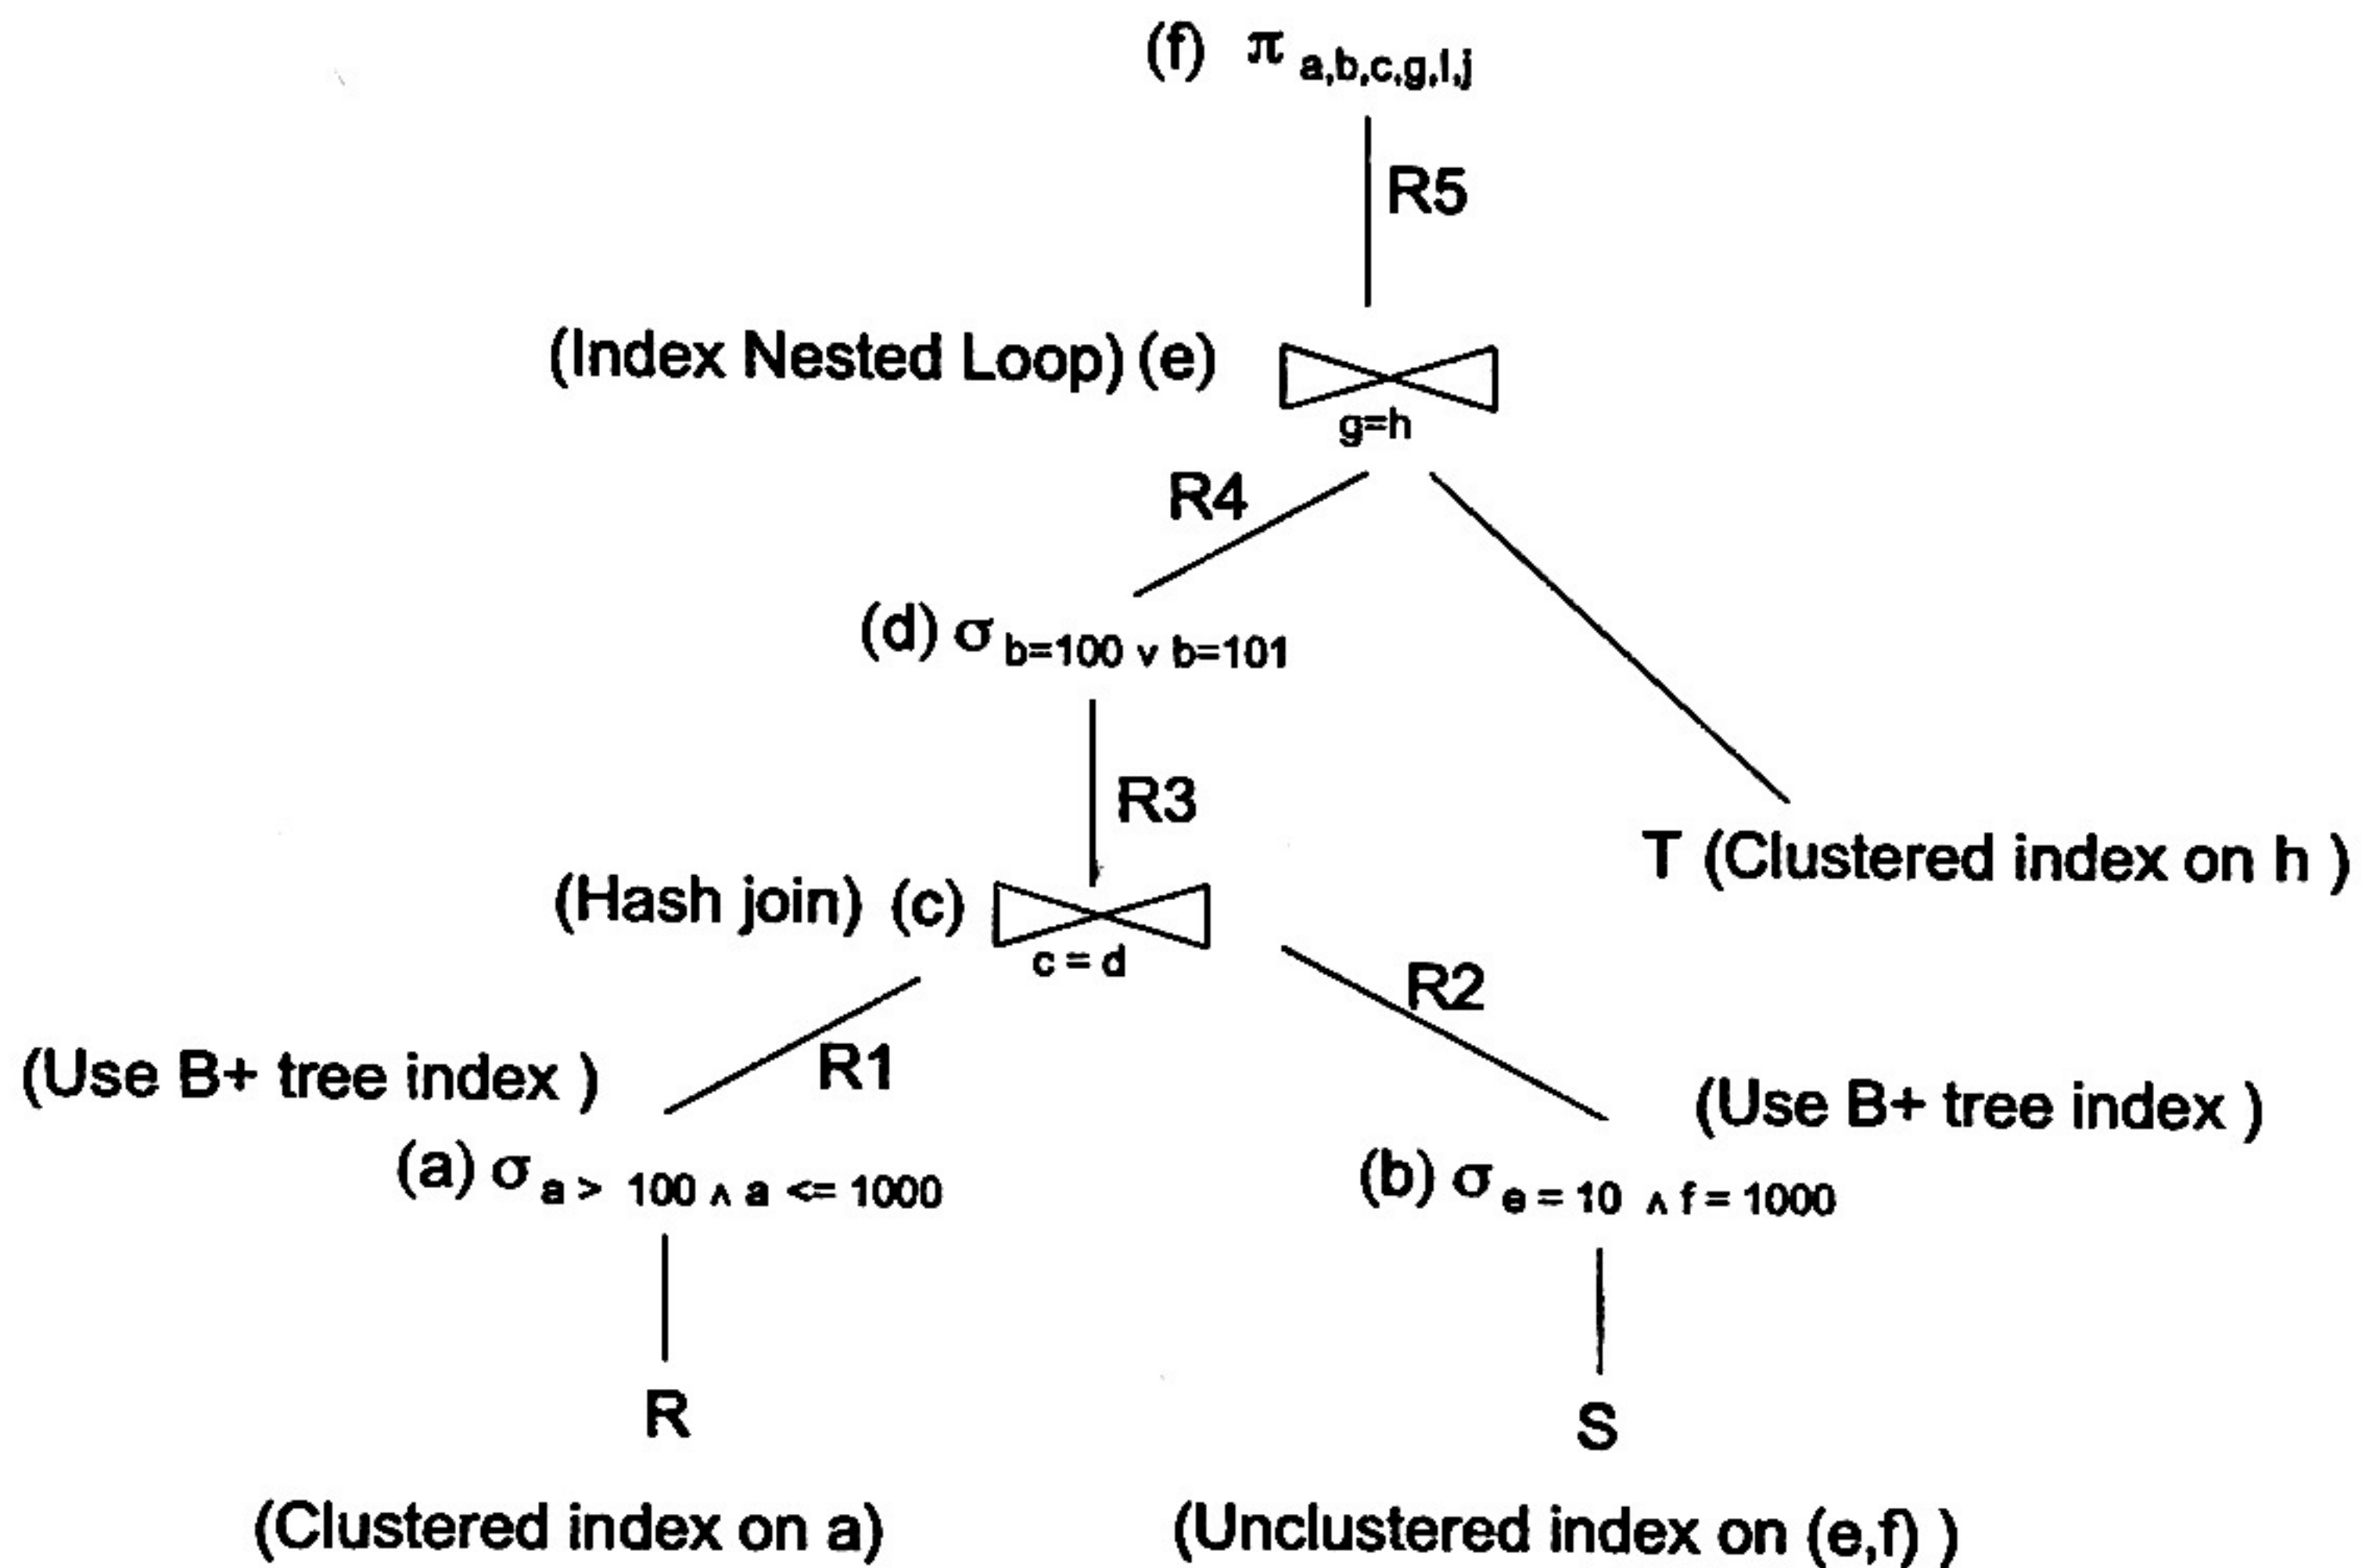 (f) π a,b,c,g,l,j
R5
(Index Nested Loop) (e)
g=h
R4
(d) σ b=100 v b=101
R3
T (Clustered index on h )
(Hash join) (c)
c = d
R2
R1
(Use B+ tree index )
(Use B+ tree index )
(a) σ a > 100 ∧ a <= 1000
(b) σ e = 10 ∧ f = 1000
R
S
(Clustered index on a)
(Unclustered index on (e,f) )